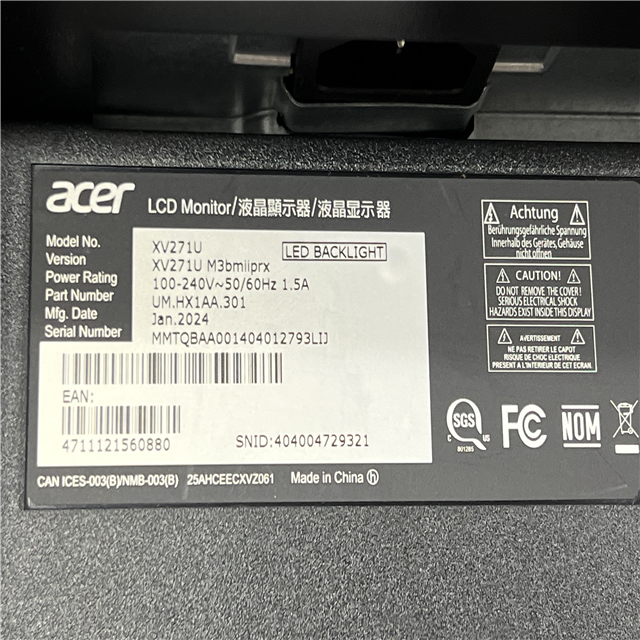 acer
LCD Monitor/液晶顯示器/液晶显示器
Model No. XV271U
LED BACKLIGHT
Version XV271U M3bmiiprx
Power Rating 100-240V~50/60Hz 1.5A
Part Number UM.HX1AA.301
Mfg. Date Jan.2024
Serial Number MMTQBAA001404012793LIJ
EAN:
4711121560880
SNID:404004729321
CAN ICES-003(B)/NMB-003(B) 25AHCEECXVZ061 Made in China h
Achtung
Berührungsgefährliche Spannung
Innerhalb des Gerätes, Gehäuse
nicht öffnen
CAUTION!
DO NOT REMOVE THE COVER!
SERIOUS ELECTRICAL SHOCK
HAZARDS EXIST INSIDE THIS DISPLAY
AVERTISSEMENT
NE PAS RETIRER LE CAPOT
RISQUE DE CHOC ELECTRIQUE
PRESENT A L'INTERIEUR DE CET ECRAN.
SGS
C US
801285
FC
NOM